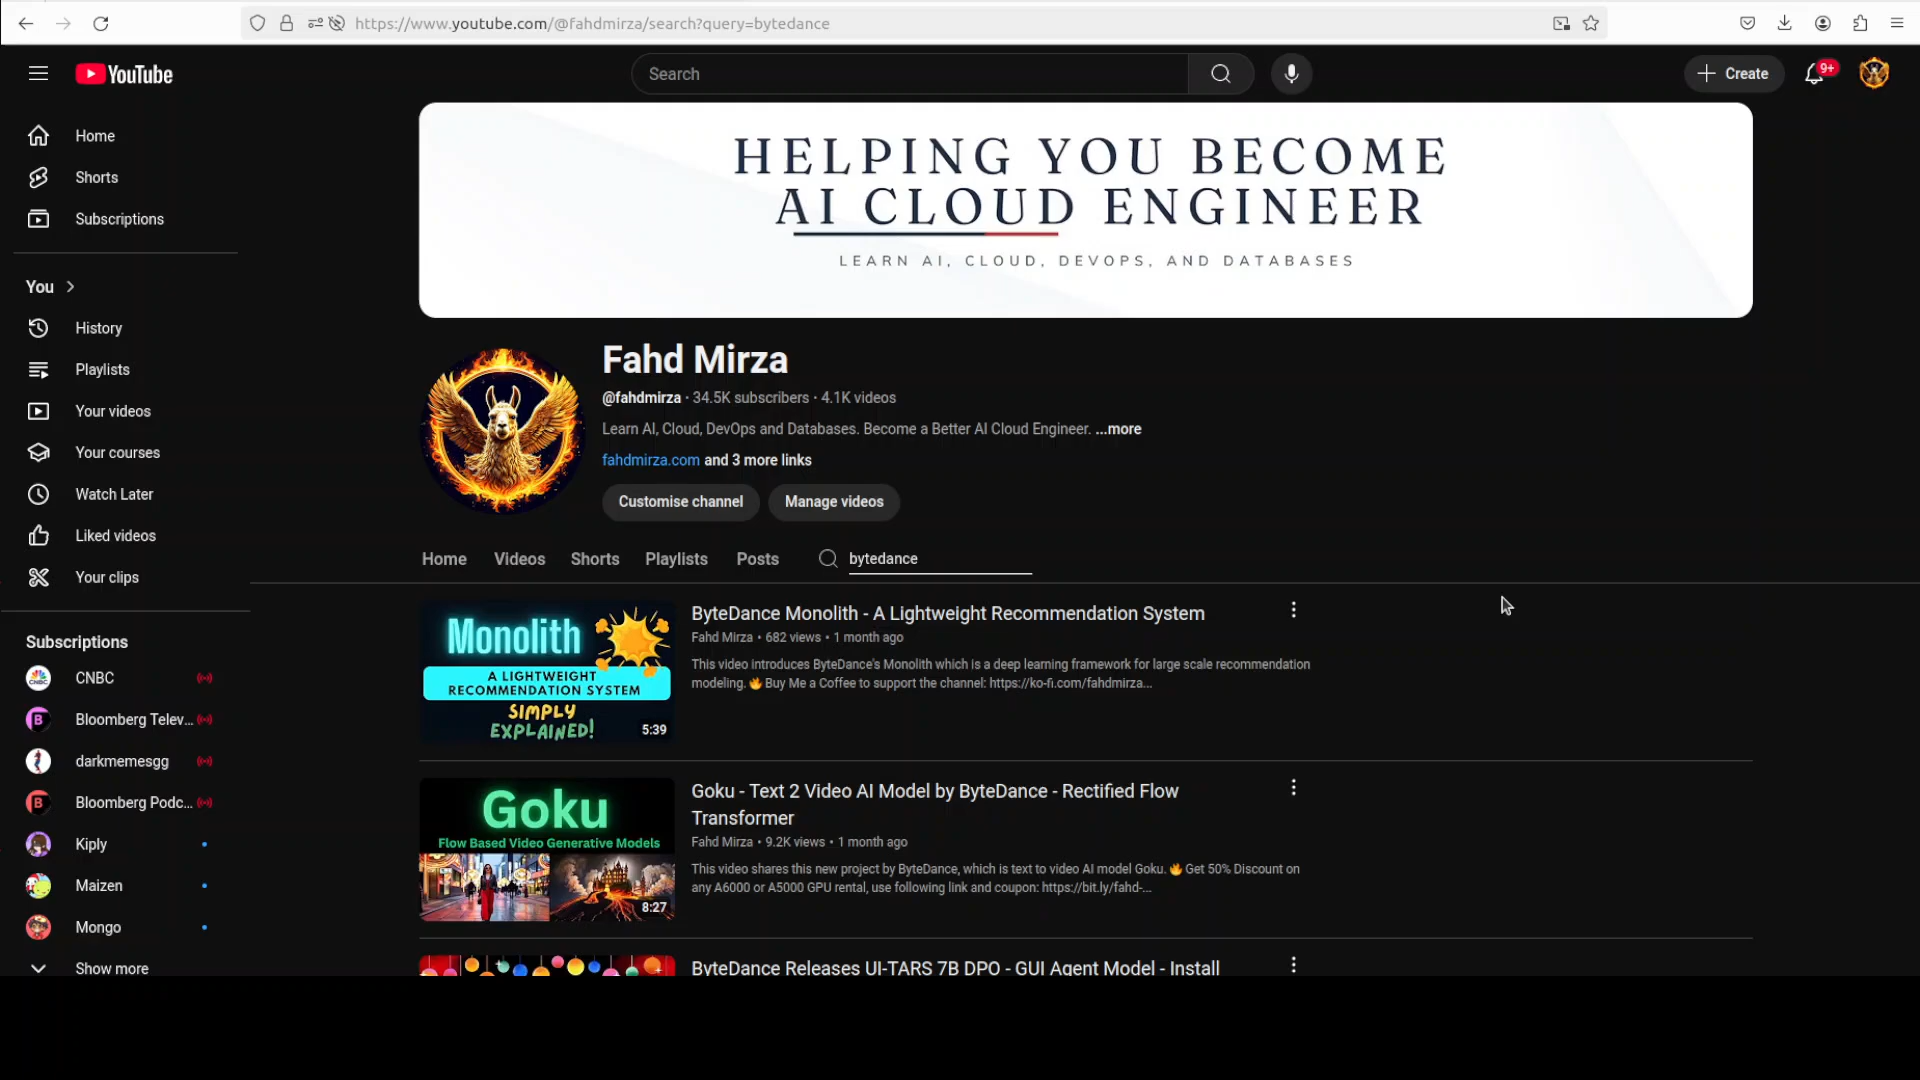 https://www.youtube.com/@fahdmirza/search?query=bytedance
YouTube
Search
Create
9+
Home
Shorts
Subscriptions
You
History
Playlists
Your videos
Your courses
Watch Later
Liked videos
Your clips
Subscriptions
CNBC
Bloomberg Telev...
darkmemesgg
Bloomberg Podc...
Kiply
Maizen
Mongo
Show more
HELPING YOU BECOME
AI CLOUD ENGINEER
LEARN AI, CLOUD, DEVOPS, AND DATABASES
Fahd Mirza
@fahdmirza • 34.5K subscribers • 4.1K videos
Learn AI, Cloud, DevOps and Databases. Become a Better AI Cloud Engineer. ...more
fahdmirza.com and 3 more links
Customise channel Manage videos
Home Videos Shorts Playlists Posts bytedance
Monolith
A LIGHTWEIGHT
RECOMMENDATION SYSTEM
SIMPLY
EXPLAINED!
5:39
ByteDance Monolith - A Lightweight Recommendation System
Fahd Mirza • 682 views • 1 month ago
This video introduces ByteDance's Monolith which is a deep learning framework for large scale recommendation
modeling. 🔥 Buy Me a Coffee to support the channel: https://ko-fi.com/fahdmirza...
Goku
Flow Based Video Generative Models
8:27
Goku - Text 2 Video AI Model by ByteDance - Rectified Flow
Transformer
Fahd Mirza • 9.2K views • 1 month ago
This video shares this new project by ByteDance, which is text to video AI model Goku. 🔥 Get 50% Discount on
any A6000 or A5000 GPU rental, use following link and coupon: https://bit.ly/fahd-...
ByteDance Releases UI-TARS 7B DPO - GUI Agent Model - Install